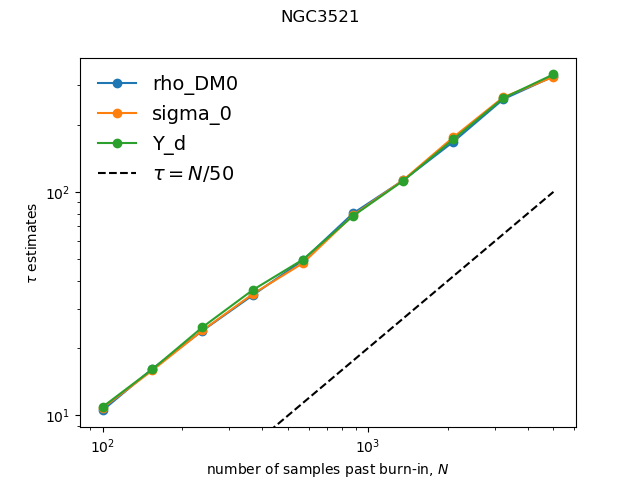 NGC3521
rho_DM0
sigma_0
Y_d
τ = N/50
10²
10¹
τ estimates
10²
10³
number of samples past burn-in, N